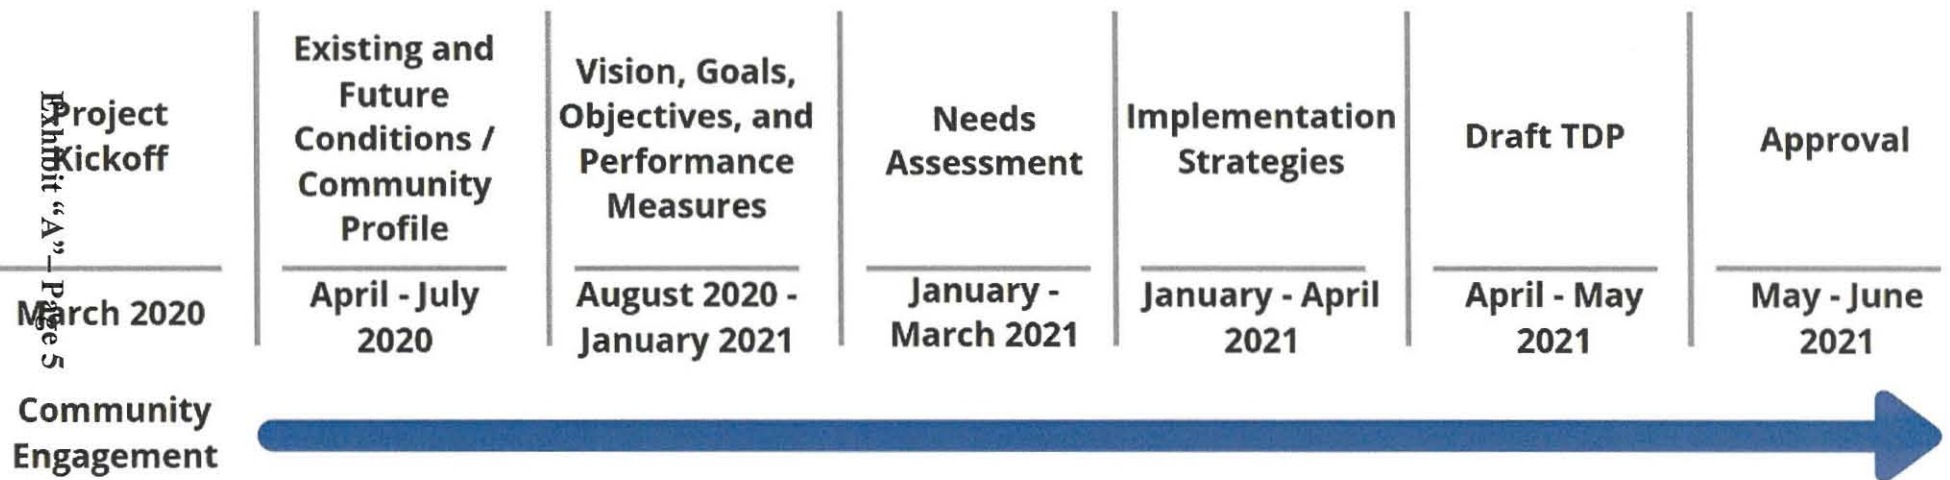 Project
Kickoff
March 2020
Existing and
Future
Conditions /
Community
Profile
April - July
2020
Vision, Goals,
Objectives, and
Performance
Measures
August 2020 -
January 2021
Needs
Assessment
January -
March 2021
Implementation
Strategies
January - April
2021
Draft TDP
April - May
2021
Approval
May - June
2021
Community
Engagement
Exhibit “A”– Page 5